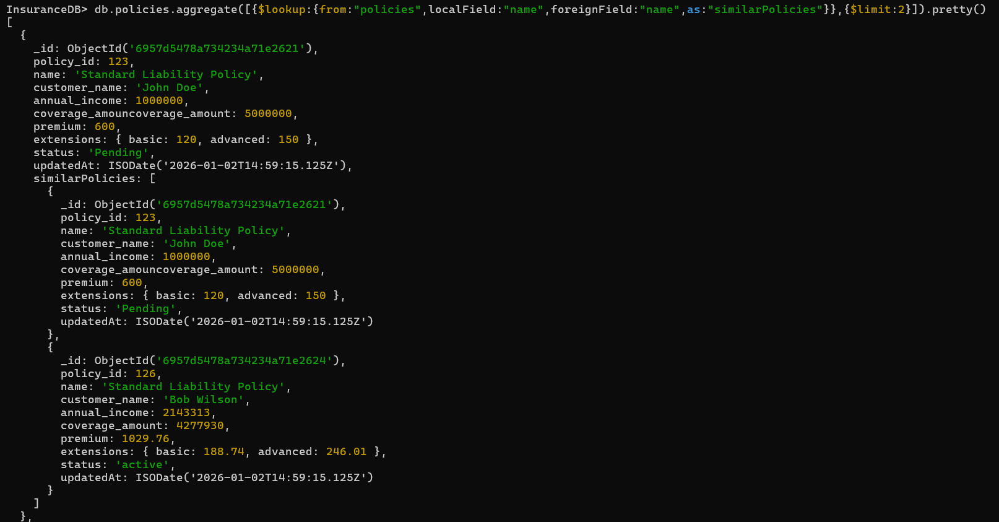 InsuranceDB> db.policies.aggregate([{$lookup:{from:"policies",localField:"name",foreignField:"name",as:"similarPolicies"}},{$limit:2}]).pretty()
[
  {
    _id: ObjectId('6957d5478a734234a71e2621'),
    policy_id: 123,
    name: 'Standard Liability Policy',
    customer_name: 'John Doe',
    annual_income: 1000000,
    coverage_amouncoverage_amount: 5000000,
    premium: 600,
    extensions: { basic: 120, advanced: 150 },
    status: 'Pending',
    updatedAt: ISODate('2026-01-02T14:59:15.125Z'),
    similarPolicies: [
      {
        _id: ObjectId('6957d5478a734234a71e2621'),
        policy_id: 123,
        name: 'Standard Liability Policy',
        customer_name: 'John Doe',
        annual_income: 1000000,
        coverage_amouncoverage_amount: 5000000,
        premium: 600,
        extensions: { basic: 120, advanced: 150 },
        status: 'Pending',
        updatedAt: ISODate('2026-01-02T14:59:15.125Z')
      },
      {
        _id: ObjectId('6957d5478a734234a71e2624'),
        policy_id: 126,
        name: 'Standard Liability Policy',
        customer_name: 'Bob Wilson',
        annual_income: 2143313,
        coverage_amount: 4277930,
        premium: 1029.76,
        extensions: { basic: 188.74, advanced: 246.01 },
        status: 'active',
        updatedAt: ISODate('2026-01-02T14:59:15.125Z')
      }
    ]
  },